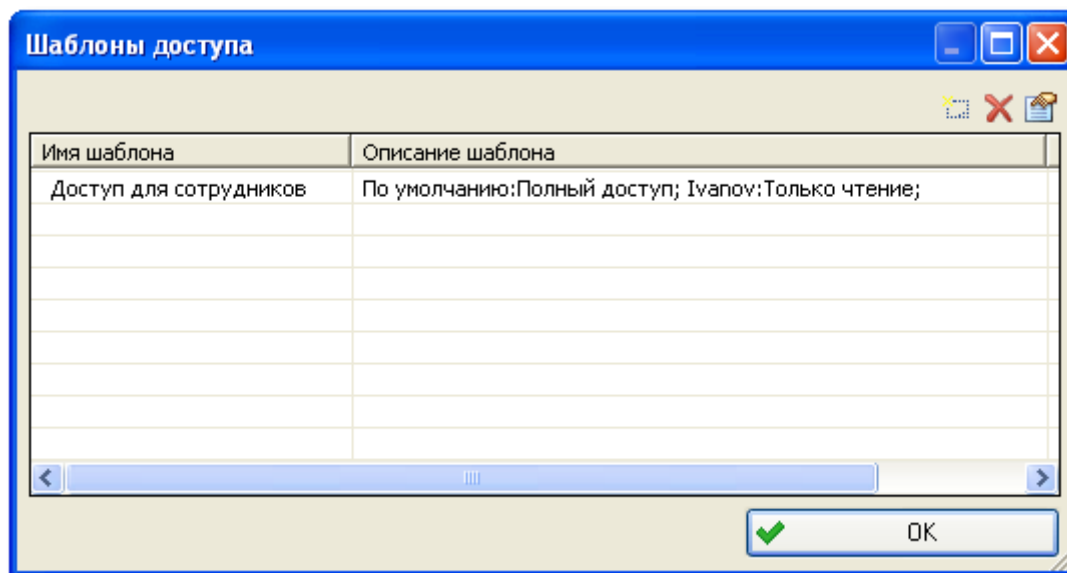 Шаблоны доступа
Имя шаблона Описание шаблона
Доступ для сотрудников По умолчанию:Полный доступ; Ivanov:Только чтение;
OK